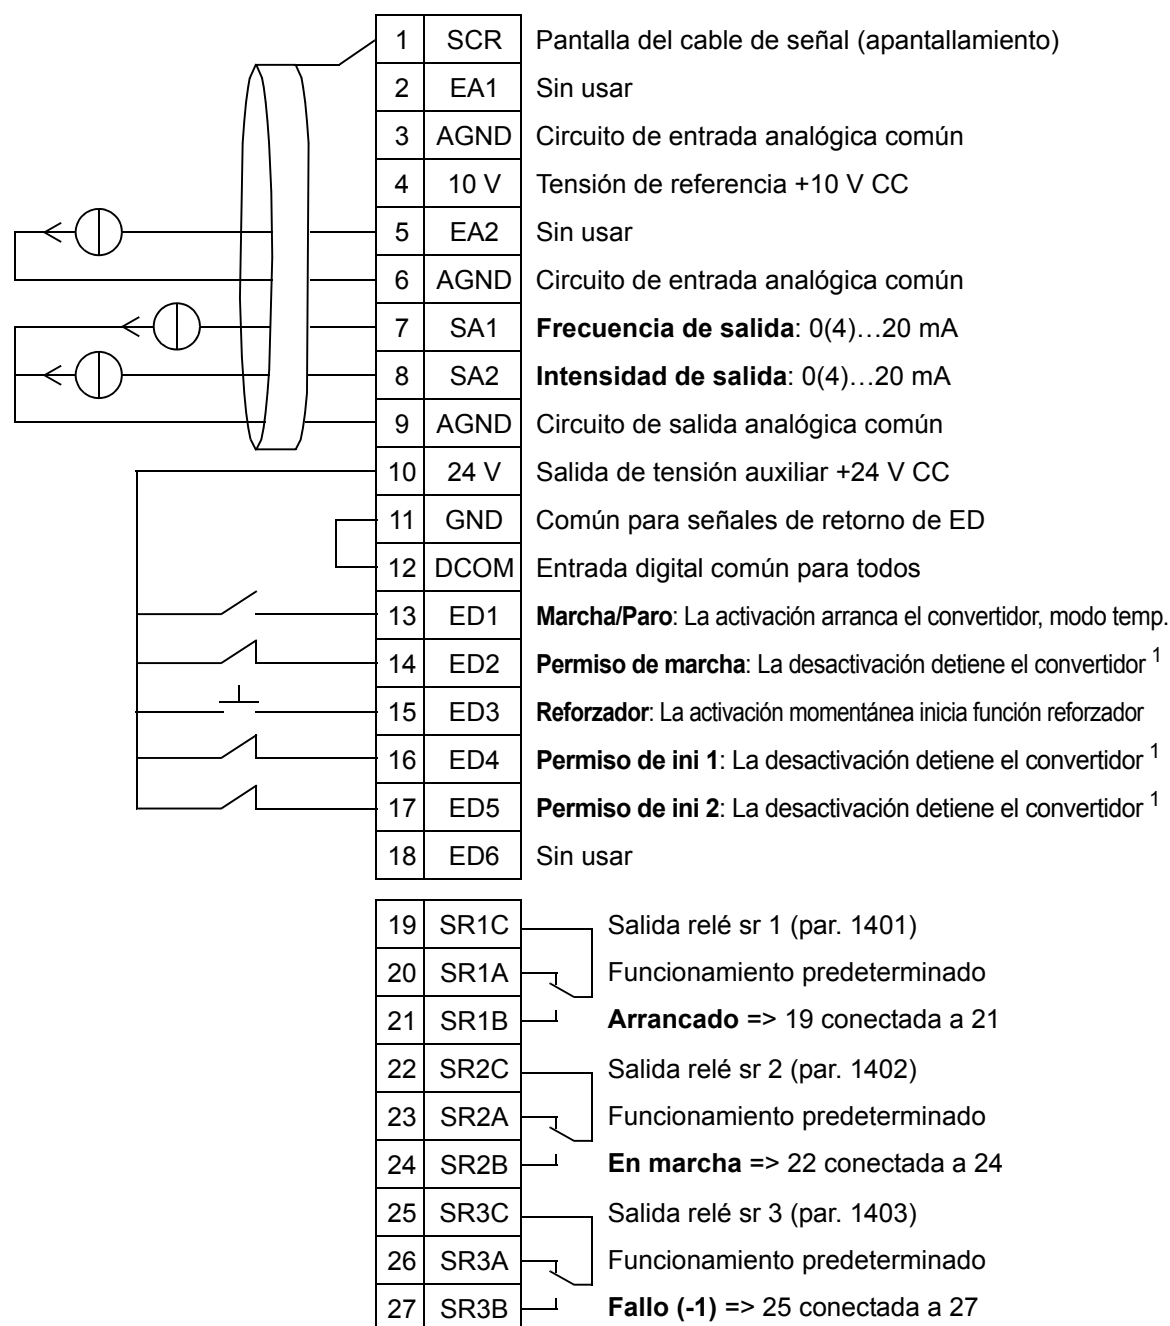 1 SCR Pantalla del cable de señal (apantallamiento)
2 EA1 Sin usar
3 AGND Circuito de entrada analógica común
4 10 V Tensión de referencia +10 V CC
5 EA2 Sin usar
6 AGND Circuito de entrada analógica común
7 SA1 Frecuencia de salida: 0(4)…20 mA
8 SA2 Intensidad de salida: 0(4)…20 mA
9 AGND Circuito de salida analógica común
10 24 V Salida de tensión auxiliar +24 V CC
11 GND Común para señales de retorno de ED
12 DCOM Entrada digital común para todos
13 ED1 Marcha/Paro: La activación arranca el convertidor, modo temp.
14 ED2 Permiso de marcha: La desactivación detiene el convertidor 1
15 ED3 Reforzador: La activación momentánea inicia función reforzador
16 ED4 Permiso de ini 1: La desactivación detiene el convertidor 1
17 ED5 Permiso de ini 2: La desactivación detiene el convertidor 1
18 ED6 Sin usar
19 SR1C Salida relé sr 1 (par. 1401)
20 SR1A Funcionamiento predeterminado
21 SR1B Arrancado => 19 conectada a 21
22 SR2C Salida relé sr 2 (par. 1402)
23 SR2A Funcionamiento predeterminado
24 SR2B En marcha => 22 conectada a 24
25 SR3C Salida relé sr 3 (par. 1403)
26 SR3A Funcionamiento predeterminado
27 SR3B Fallo (-1) => 25 conectada a 27